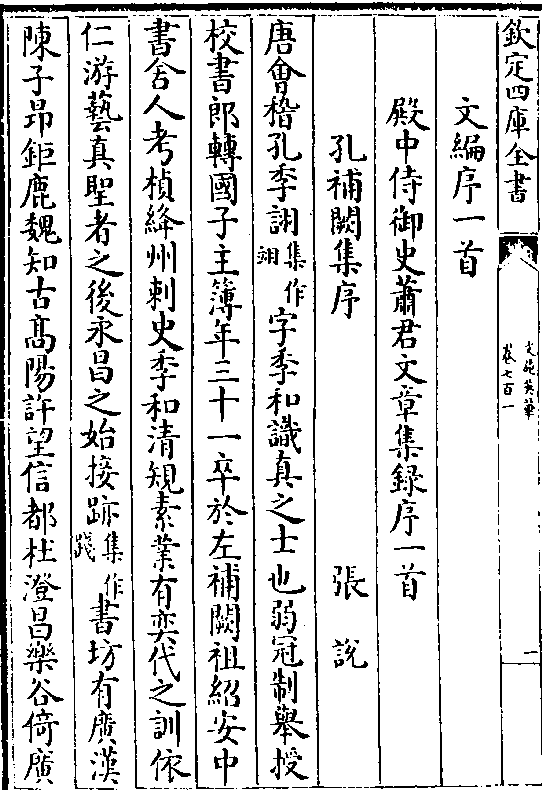 欽定四庫全書
文苑英華
卷七百一
一
文編序一首
殿中侍御史蕭君文章集録序一首
孔補闕集序 張說
唐會稽孔季詡集作翊字季和識真之士也弱冠制舉授
校書郎轉國子主簿年三十一卒於左補闕祖紹安中
書舍人考楨絳州刺史季和清規素業有奕代之訓依
仁游藝真聖者之後永昌之始接跡集作踐書坊有廣漢
陳子昂鉅鹿魏知古髙陽許望信都杜澄昌樂谷倚廣